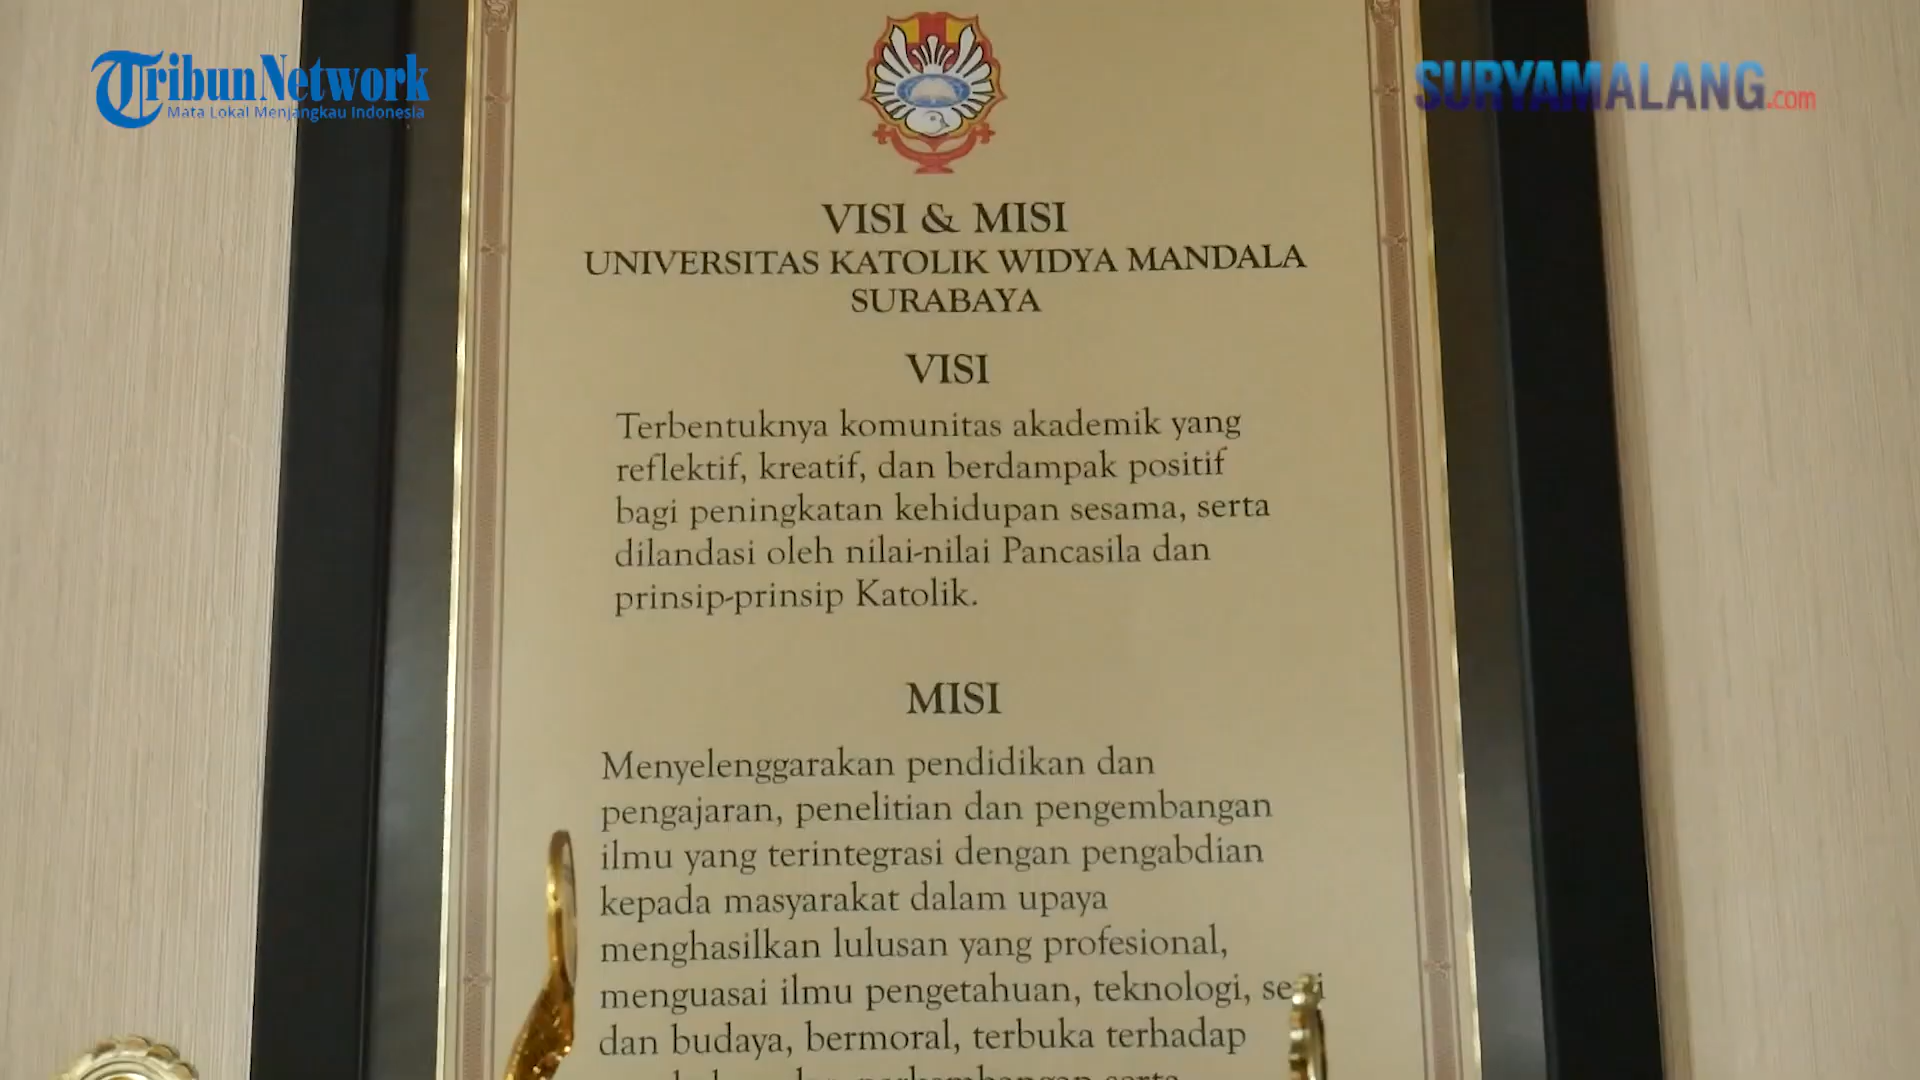 TribunNetwork
Mata Lokal Menjangkau Indonesia
SURYAMALANG.com
VISI & MISI
UNIVERSITAS KATOLIK WIDYA MANDALA
SURABAYA
VISI
Terbentuknya komunitas akademik yang
reflektif, kreatif, dan berdampak positif
bagi peningkatan kehidupan sesama, serta
dilandasi oleh nilai-nilai Pancasila dan
prinsip-prinsip Katolik.
MISI
Menyelenggarakan pendidikan dan
pengajaran, penelitian dan pengembangan
ilmu yang terintegrasi dengan pengabdian
kepada masyarakat dalam upaya
menghasilkan lulusan yang profesional,
menguasai ilmu pengetahuan, teknologi, seni
dan budaya, bermoral, terbuka terhadap
serta